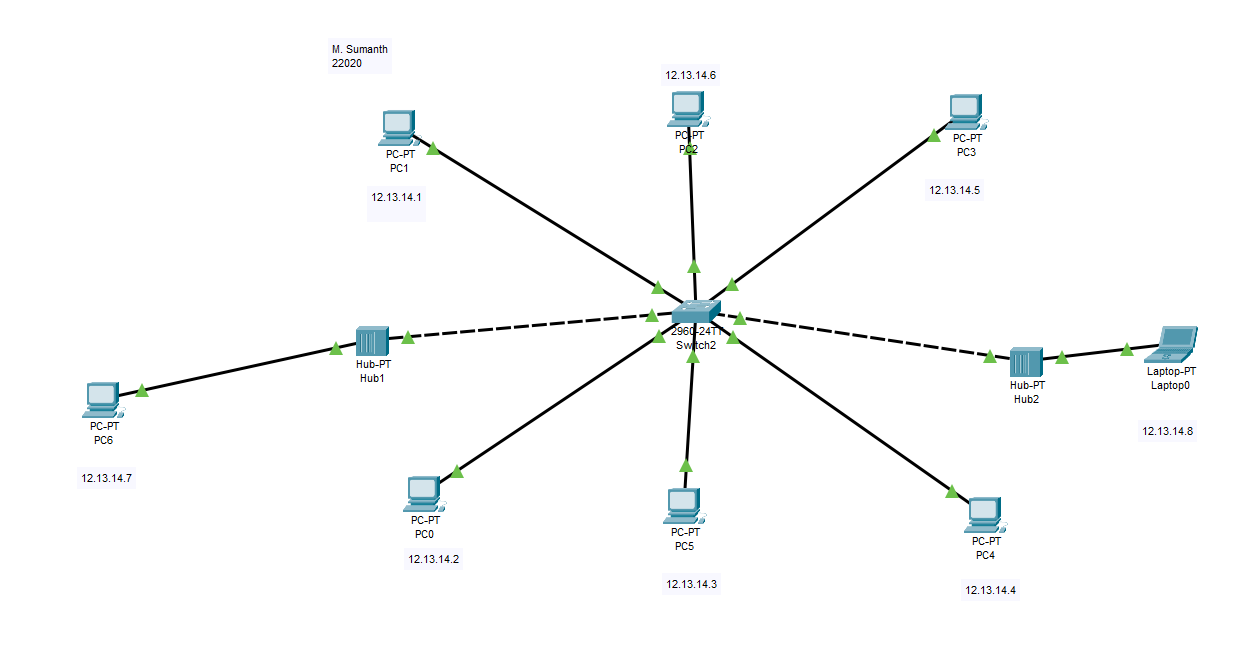 M. Sumanth
22020
12.13.14.6
PC-PT
PC1
PC-PT
PC2
PC-PT
PC3
12.13.14.1
12.13.14.5
2960-24TT
Switch2
Hub-PT
Hub1
Hub-PT
Hub2
Laptop-PT
Laptop0
PC-PT
PC6
12.13.14.8
12.13.14.7
PC-PT
PC0
PC-PT
PC5
PC-PT
PC4
12.13.14.2
12.13.14.3
12.13.14.4